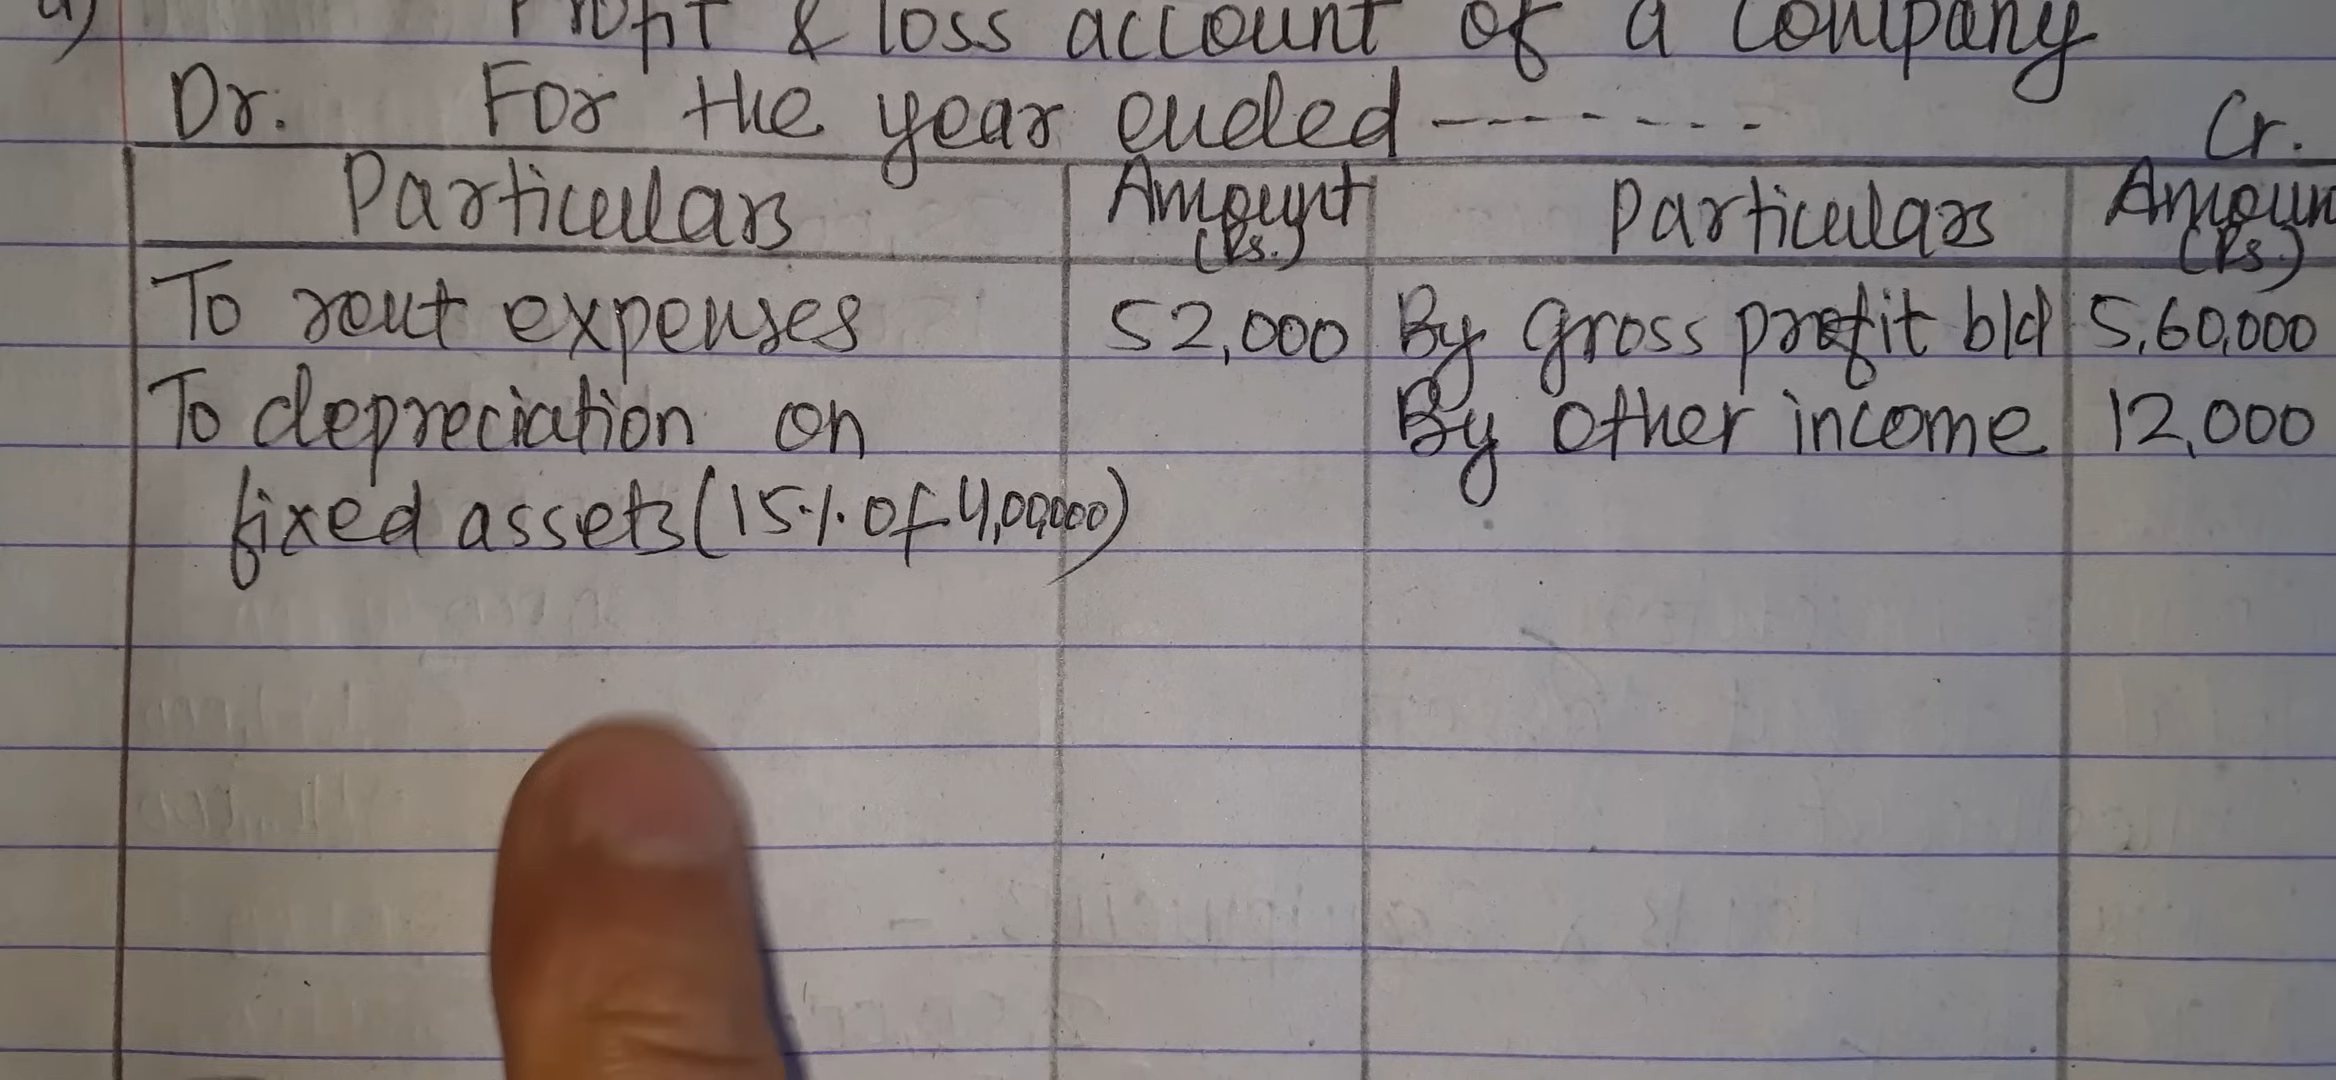 a) Profit & loss account of a company
Dr. For the year ended ------- Cr.
Particulars Amount (Rs.) Particulars Amount (Rs.)
To rent expenses 52,000 By gross profit b/d 5,60,000
To depreciation on By other income 12,000
fixed assets (15% of 4,00,000)